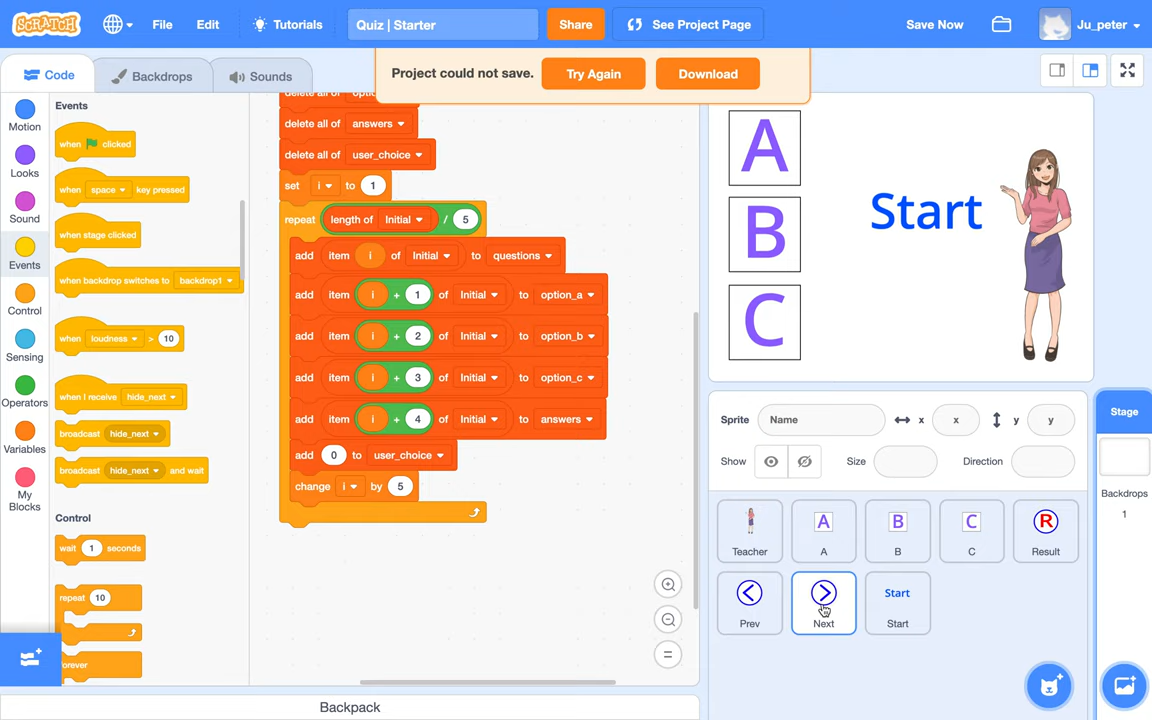 SCRATCH File Edit Tutorials Quiz | Starter Share See Project Page Save Now Ju_peter
Project could not save. Try Again Download
Code Backdrops Sounds
Motion
Looks
Sound
Events
Control
Sensing
Operators
Variables
My
Blocks
Events
when clicked
when space key pressed
when stage clicked
when backdrop switches to backdrop1
when loudness > 10
when I receive hide_next
broadcast hide_next
broadcast hide_next and wait
Control
wait 1 seconds
repeat 10
forever
delete all of
delete all of answers
delete all of user_choice
set i to 1
repeat length of Initial / 5
add item i of Initial to questions
add item i + 1 of Initial to option_a
add item i + 2 of Initial to option_b
add item i + 3 of Initial to option_c
add item i + 4 of Initial to answers
add 0 to user_choice
change i by 5
Backpack
A
B
C
Start
Sprite Name x x y y
Show Size Direction
A Teacher
B A
C B
R C
Result
< Prev
> Next
Start Start
Stage
Backdrops
1